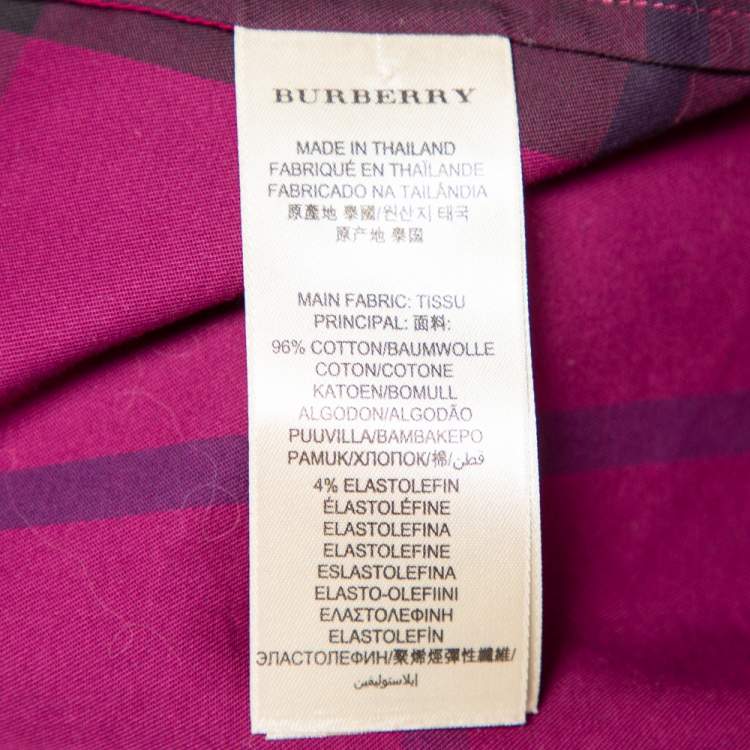 BURBERRY
MADE IN THAILAND
FABRIQUÉ EN THAÏLANDE
FABRICADO NA TAILÂNDIA
原產地 泰國/원산지 태국
原产地 泰國
MAIN FABRIC: TISSU
PRINCIPAL: 面料:
96% COTTON/BAUMWOLLE
COTON/COTONE
KATOEN/BOMULL
ALGODON/ALGODÃO
PUUVILLA/BAMBAKEPO
PAMUK/ХЛОПОК/棉/قطن
4% ELASTOLEFIN
ÉLASTOLÉFINE
ELASTOLEFINA
ELASTOLEFINE
ESLASTOLEFINA
ELASTO-OLEFIINI
ΕΛΑΣΤΟΛΕΦΙΝΗ
ELASTOLEFİN
ЭЛАСТОЛЕФИН/聚烯烴彈性纖維/
إيلاستوليفين